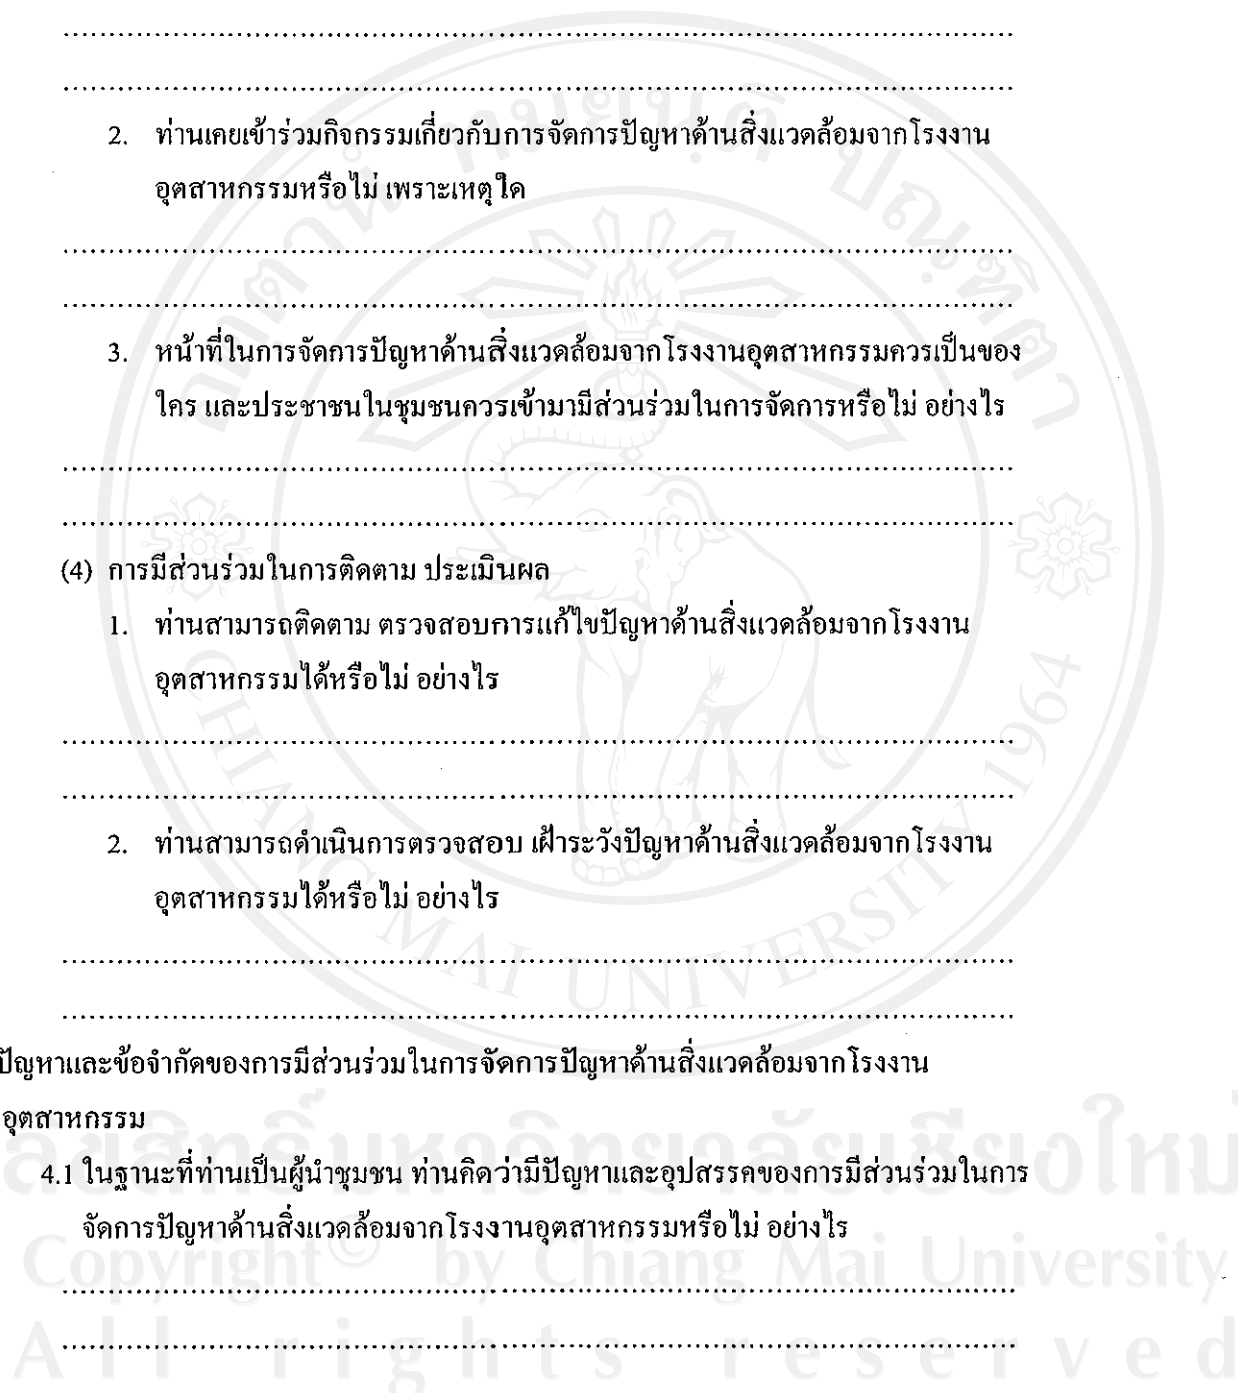 ........................................................................................................
........................................................................................................
2. ท่านเคยเข้าร่วมกิจกรรมเกี่ยวกับการจัดการปัญหาด้านสิ่งแวดล้อมจากโรงงาน
อุตสาหกรรมหรือไม่ เพราะเหตุใด
........................................................................................................
........................................................................................................
3. หน้าที่ในการจัดการปัญหาด้านสิ่งแวดล้อมจากโรงงานอุตสาหกรรมควรเป็นของ
ใคร และประชาชนในชุมชนควรเข้ามามีส่วนร่วมในการจัดการหรือไม่ อย่างไร
........................................................................................................
........................................................................................................
(4) การมีส่วนร่วมในการติดตาม ประเมินผล
1. ท่านสามารถติดตาม ตรวจสอบการแก้ไขปัญหาด้านสิ่งแวดล้อมจากโรงงาน
อุตสาหกรรมได้หรือไม่ อย่างไร
........................................................................................................
........................................................................................................
2. ท่านสามารถดำเนินการตรวจสอบ เฝ้าระวังปัญหาด้านสิ่งแวดล้อมจากโรงงาน
อุตสาหกรรมได้หรือไม่ อย่างไร
........................................................................................................
........................................................................................................
ปัญหาและข้อจำกัดของการมีส่วนร่วมในการจัดการปัญหาด้านสิ่งแวดล้อมจากโรงงาน
อุตสาหกรรม
4.1 ในฐานะที่ท่านเป็นผู้นำชุมชน ท่านคิดว่ามีปัญหาและอุปสรรคของการมีส่วนร่วมในการ
จัดการปัญหาด้านสิ่งแวดล้อมจากโรงงานอุตสาหกรรมหรือไม่ อย่างไร
........................................................................................................
........................................................................................................
CHIANG MAI UNIVERSITY 1964
ลิขสิทธิ์มหาวิทยาลัยเชียงใหม่
Copyright© by Chiang Mai University
All rights reserved